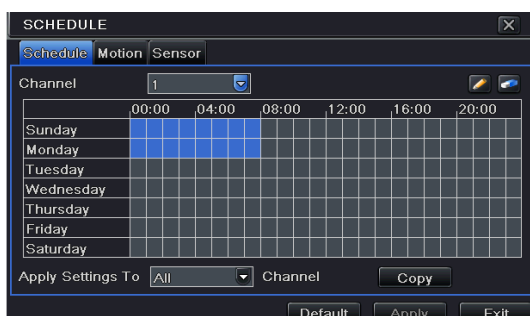 SCHEDULE
Schedule Motion Sensor
Channel 1
00:00 04:00 08:00 12:00 16:00 20:00
Sunday
Monday
Tuesday
Wednesday
Thursday
Friday
Saturday
Apply Settings To All Channel Copy
Default Apply Exit